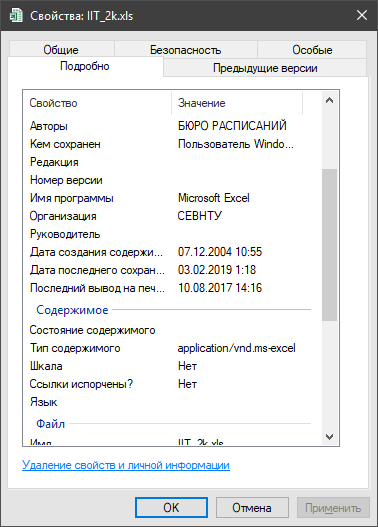 Свойства: IIT_2k.xls
Общие Безопасность Особые
Подробно Предыдущие версии
Свойство Значение
Авторы БЮРО РАСПИСАНИЙ
Кем сохранен Пользователь Windo...
Редакция
Номер версии
Имя программы Microsoft Excel
Организация СЕВНТУ
Руководитель
Дата создания содержи... 07.12.2004 10:55
Дата последнего сохран... 03.02.2019 1:18
Последний вывод на печ... 10.08.2017 14:16
Содержимое
Состояние содержимого
Тип содержимого application/vnd.ms-excel
Шкала Нет
Ссылки испорчены? Нет
Язык
Файл
Имя IIT_2k.xls
Удаление свойств и личной информации
OK Отмена Применить